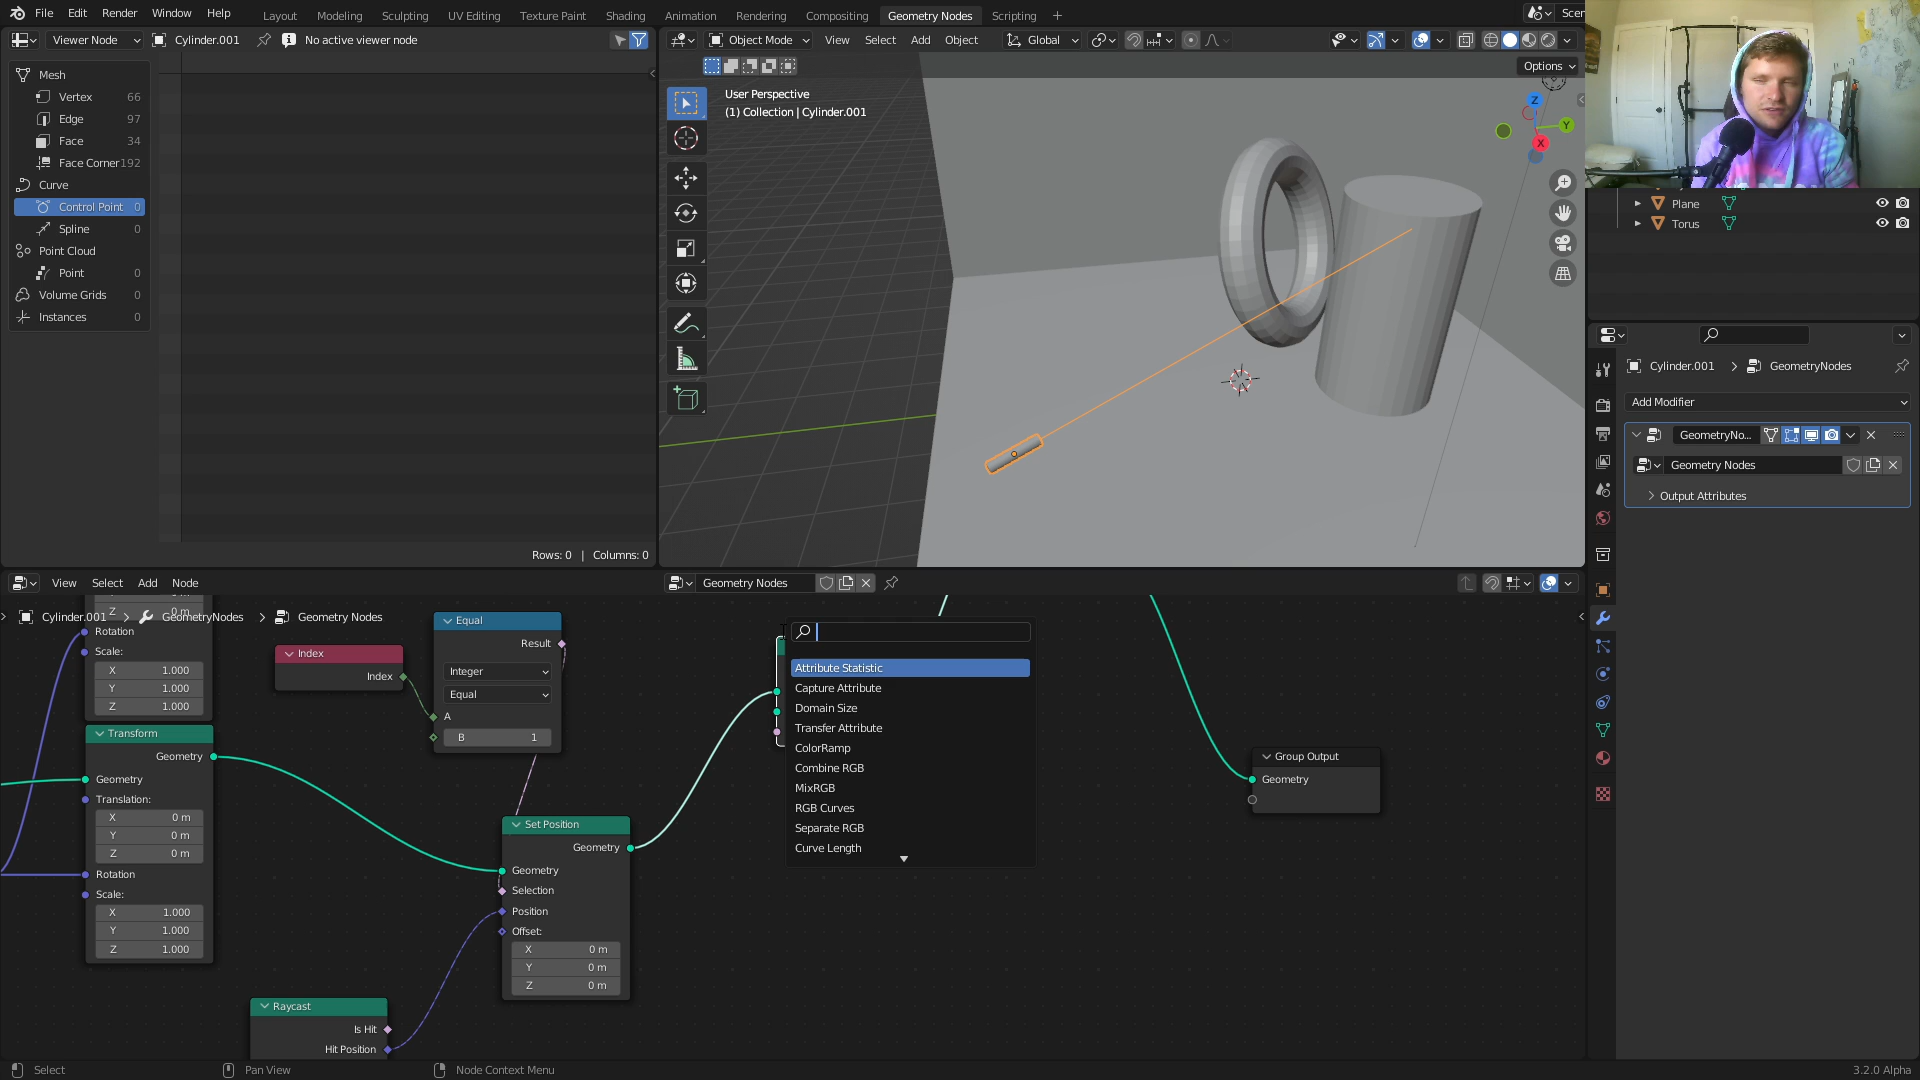 File Edit Render Window Help Layout Modeling Sculpting UV Editing Texture Paint Shading Animation Rendering Compositing Geometry Nodes Scripting + Scer
Viewer Node Cylinder.001 No active viewer node
Mesh
Vertex 66
Edge 97
Face 34
Face Corner 192
Curve
Control Point 0
Spline 0
Point Cloud
Point 0
Volume Grids 0
Instances 0
Rows: 0 | Columns: 0
Object Mode View Select Add Object Global
Options
User Perspective
(1) Collection | Cylinder.001
Z
Y
X
Plane
Torus
Cylinder.001 > GeometryNodes
Add Modifier
GeometryNo...
Geometry Nodes
Output Attributes
View Select Add Node Geometry Nodes
Cylinder.001 > GeometryNodes > Geometry Nodes
Z 0 m
Rotation
Scale:
X 1.000
Y 1.000
Z 1.000
Transform
Geometry
Geometry
Translation:
X 0 m
Y 0 m
Z 0 m
Rotation
Scale:
X 1.000
Y 1.000
Z 1.000
Index
Index
Equal
Result
Integer
Equal
A
B 1
Set Position
Geometry
Geometry
Selection
Position
Offset:
X 0 m
Y 0 m
Z 0 m
Raycast
Is Hit
Hit Position
Attribute Statistic
Capture Attribute
Domain Size
Transfer Attribute
ColorRamp
Combine RGB
MixRGB
RGB Curves
Separate RGB
Curve Length
Group Output
Geometry
Select Pan View Node Context Menu 3.2.0 Alpha